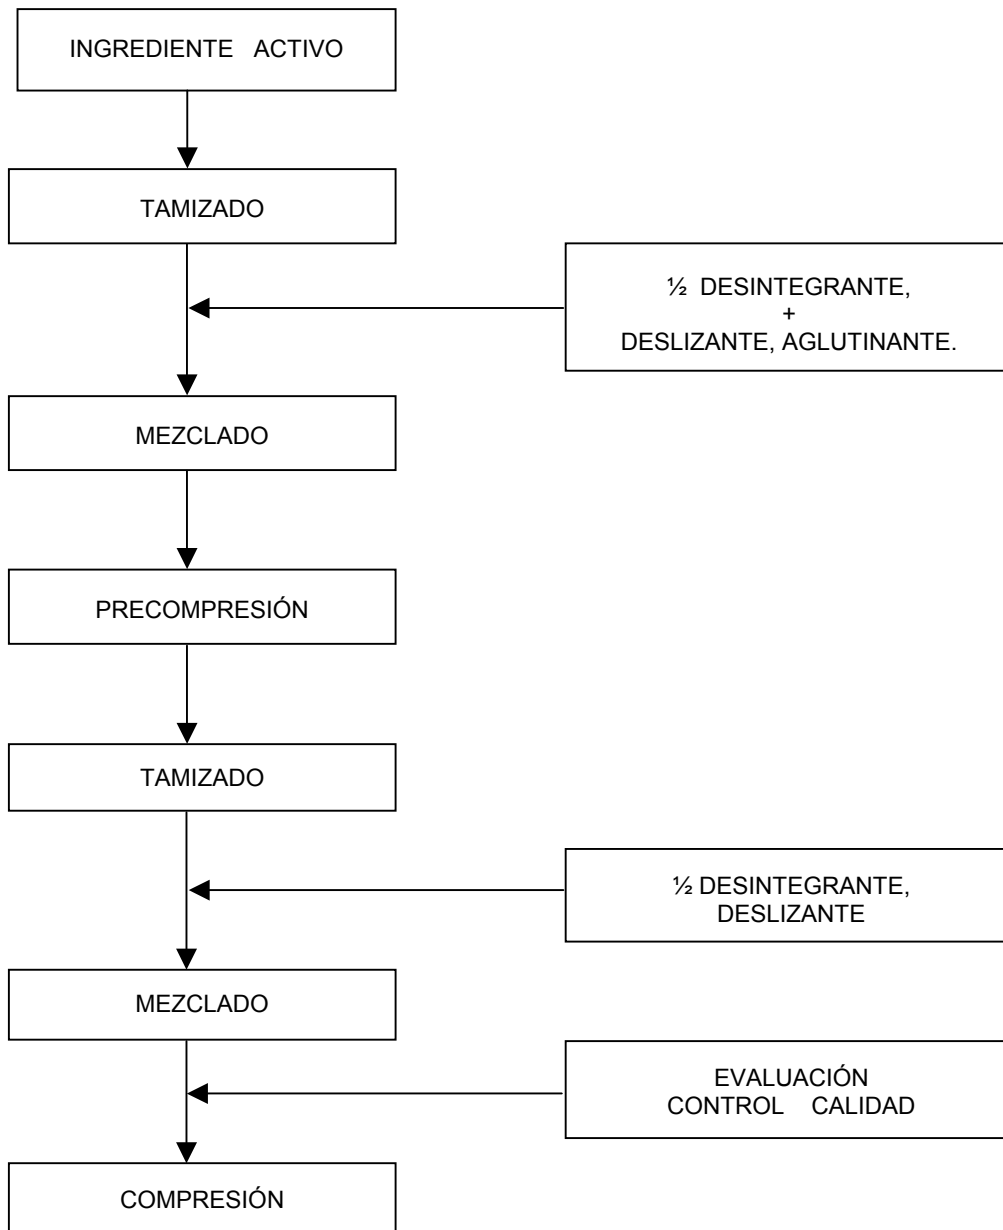 INGREDIENTE ACTIVO
TAMIZADO
½ DESINTEGRANTE,
+
DESLIZANTE, AGLUTINANTE.
MEZCLADO
PRECOMPRESIÓN
TAMIZADO
½ DESINTEGRANTE,
DESLIZANTE
MEZCLADO
EVALUACIÓN
CONTROL CALIDAD
COMPRESIÓN